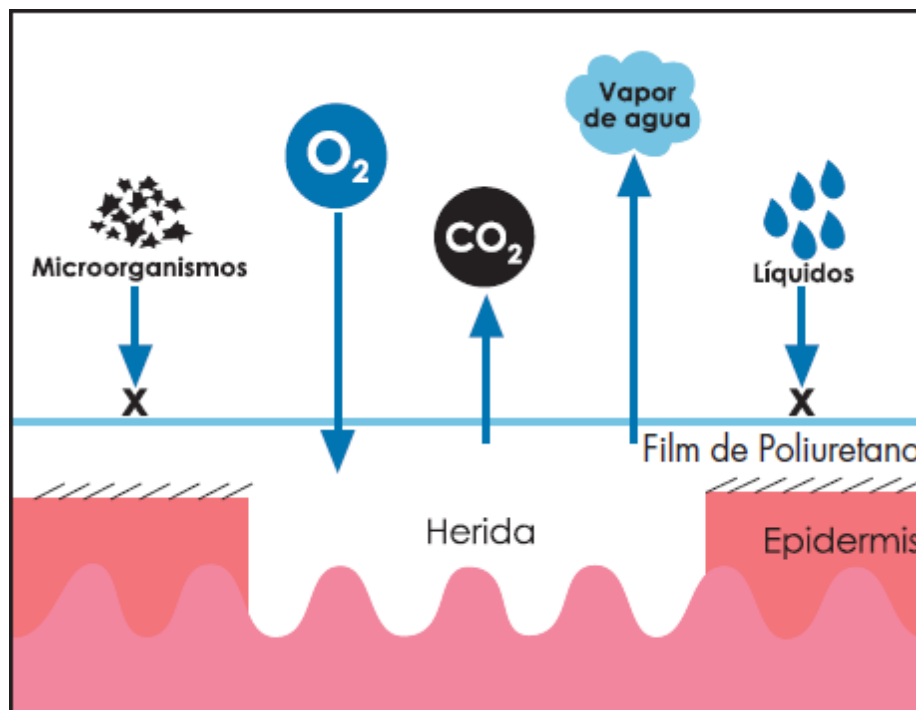 Vapor
de agua
O₂
CO₂
Microorganismos
Líquidos
X
X
Film de Poliuretano
Herida
Epidermis